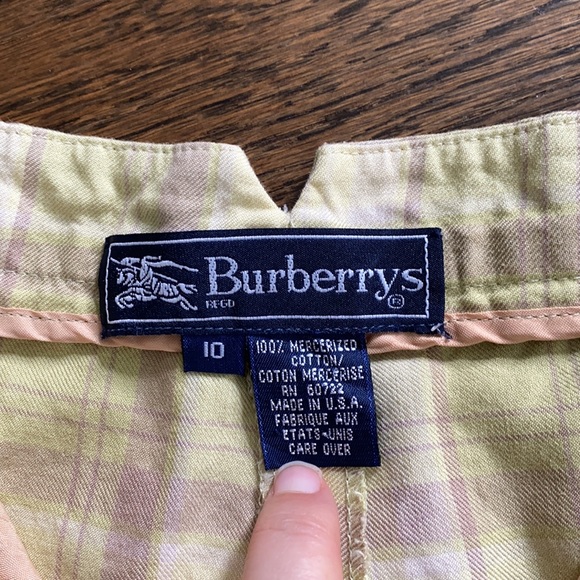 Burberrys
REGD
R
10
100% MERCERIZED
COTTON/
COTON MERCERISE
RN 60722
MADE IN U.S.A.
FABRIQUE AUX
ETATS-UNIS
CARE OVER